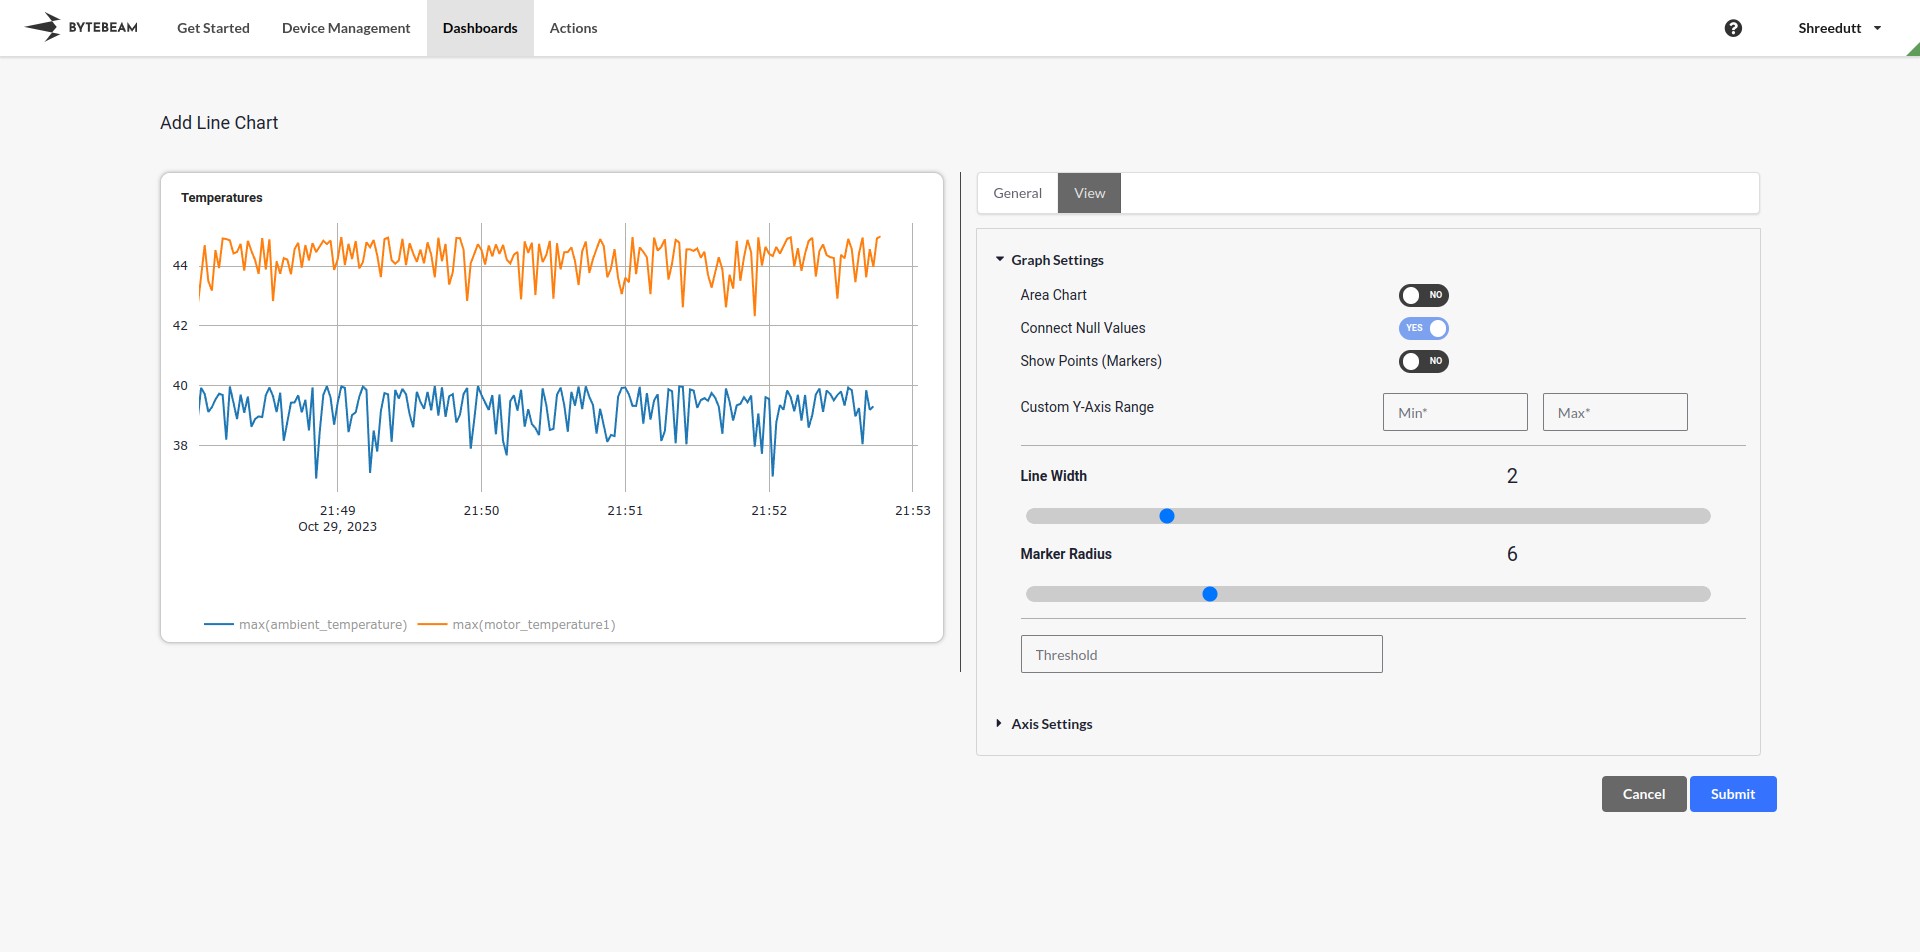 BYTEBEAM Get Started Device Management Dashboards Actions Shreedutt
Add Line Chart
Temperatures
44
42
40
38
21:49 21:50 21:51 21:52 21:53
Oct 29, 2023
max(ambient_temperature) max(motor_temperature1)
General View
Graph Settings
Area Chart NO
Connect Null Values YES
Show Points (Markers) NO
Custom Y-Axis Range Min* Max*
Line Width 2
Marker Radius 6
Threshold
Axis Settings
Cancel Submit